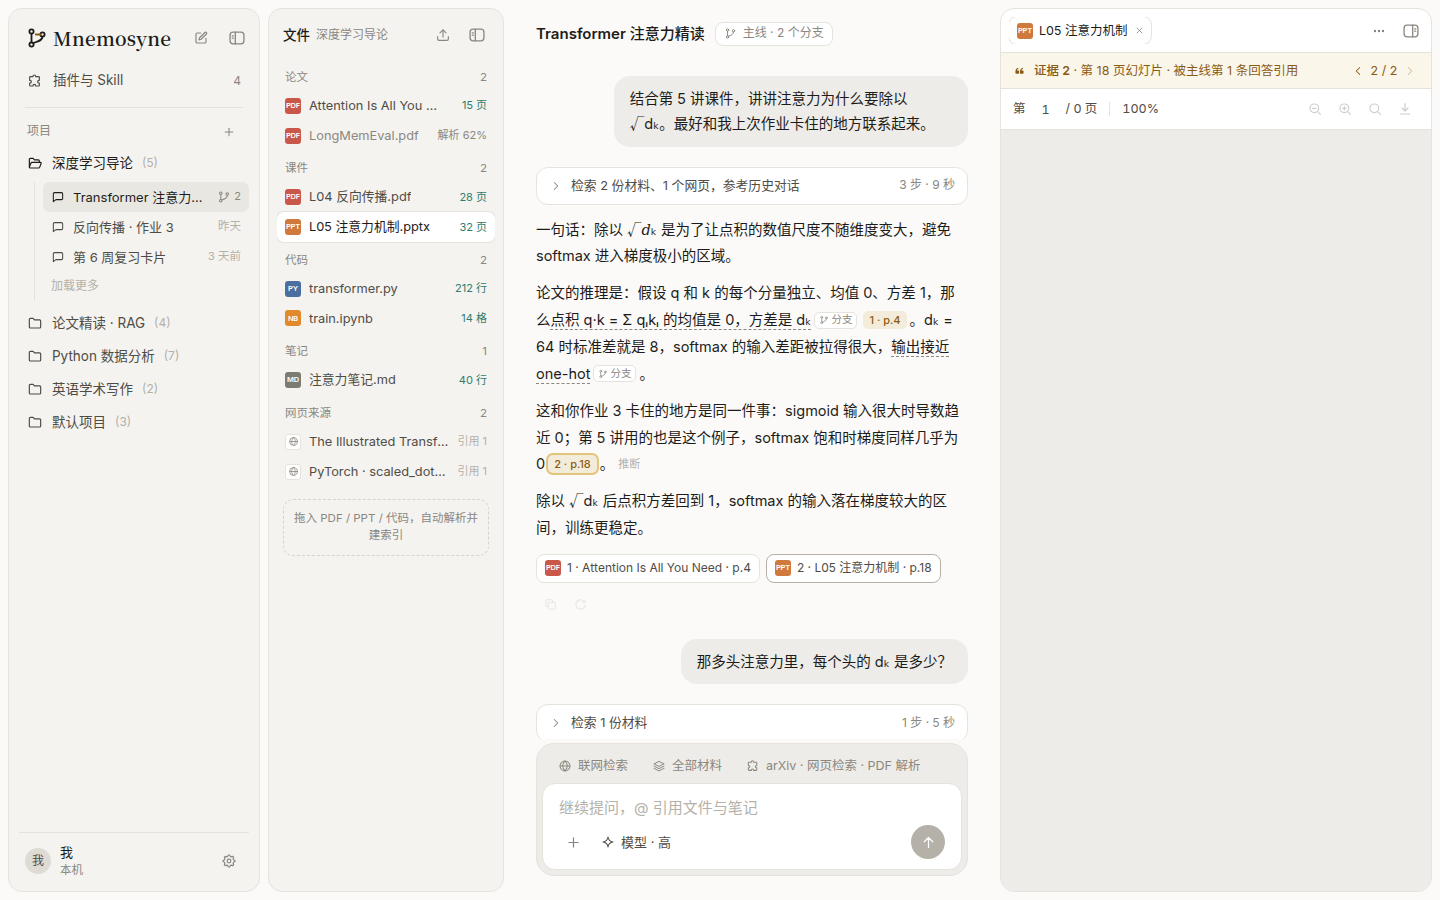 Mnemosyne
插件与 Skill 4
项目
深度学习导论 (5)
Transformer 注意力... 2
反向传播 · 作业 3 昨天
第 6 周复习卡片 3 天前
加载更多
论文精读 · RAG (4)
Python 数据分析 (7)
英语学术写作 (2)
默认项目 (3)
我 我
本机
文件 深度学习导论
论文 2
PDF Attention Is All You ... 15 页
PDF LongMemEval.pdf 解析 62%
课件 2
PDF L04 反向传播.pdf 28 页
PPT L05 注意力机制.pptx 32 页
代码 2
PY transformer.py 212 行
NB train.ipynb 14 格
笔记 1
MD 注意力笔记.md 40 行
网页来源 2
The Illustrated Transf... 引用 1
PyTorch · scaled_dot... 引用 1
拖入 PDF / PPT / 代码，自动解析并
建索引
Transformer 注意力精读 主线 · 2 个分支
结合第 5 讲课件，讲讲注意力为什么要除以
√dₖ。最好和我上次作业卡住的地方联系起来。
检索 2 份材料、1 个网页，参考历史对话 3 步 · 9 秒
一句话：除以 √dₖ 是为了让点积的数值尺度不随维度变大，避免
softmax 进入梯度极小的区域。
论文的推理是：假设 q 和 k 的每个分量独立、均值 0、方差 1，那
么点积 q·k = Σ qᵢkᵢ 的均值是 0，方差是 dₖ 分支 1 · p.4 。dₖ =
64 时标准差就是 8，softmax 的输入差距被拉得很大，输出接近
one-hot 分支 。
这和你作业 3 卡住的地方是同一件事：sigmoid 输入很大时导数趋
近 0；第 5 讲用的也是这个例子，softmax 饱和时梯度同样几乎为
0 2 · p.18 。 推断
除以 √dₖ 后点积方差回到 1，softmax 的输入落在梯度较大的区
间，训练更稳定。
PDF 1 · Attention Is All You Need · p.4 PPT 2 · L05 注意力机制 · p.18
那多头注意力里，每个头的 dₖ 是多少？
检索 1 份材料 1 步 · 5 秒
联网检索 全部材料 arXiv · 网页检索 · PDF 解析
继续提问，@ 引用文件与笔记
模型 · 高
PPT L05 注意力机制 ×
证据 2 · 第 18 页幻灯片 · 被主线第 1 条回答引用 2 / 2
第 1 / 0 页 100%